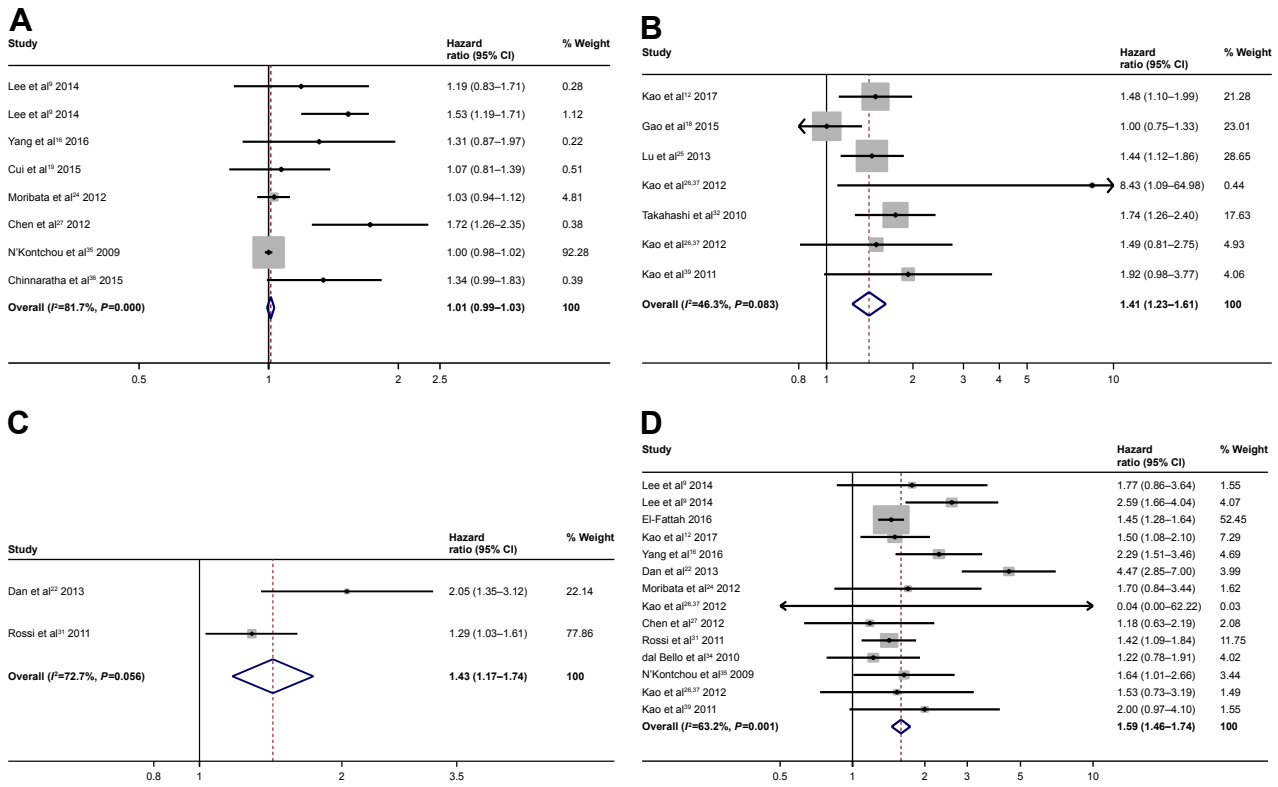 A
Study Hazard ratio (95% CI) % Weight
Lee et al⁹ 2014 1.19 (0.83–1.71) 0.28
Lee et al⁹ 2014 1.53 (1.19–1.71) 1.12
Yang et al¹⁶ 2016 1.31 (0.87–1.97) 0.22
Cui et al¹⁹ 2015 1.07 (0.81–1.39) 0.51
Moribata et al²⁴ 2012 1.03 (0.94–1.12) 4.81
Chen et al²⁷ 2012 1.72 (1.26–2.35) 0.38
N'Kontchou et al³⁵ 2009 1.00 (0.98–1.02) 92.28
Chinnaratha et al³⁶ 2015 1.34 (0.99–1.83) 0.39
Overall (I²=81.7%, P=0.000) 1.01 (0.99–1.03) 100
0.5 1 2 2.5
B
Study Hazard ratio (95% CI) % Weight
Kao et al¹² 2017 1.48 (1.10–1.99) 21.28
Gao et al¹⁸ 2015 1.00 (0.75–1.33) 23.01
Lu et al²⁵ 2013 1.44 (1.12–1.86) 28.65
Kao et al²⁶,³⁷ 2012 8.43 (1.09–64.98) 0.44
Takahashi et al³² 2010 1.74 (1.26–2.40) 17.63
Kao et al²⁶,³⁷ 2012 1.49 (0.81–2.75) 4.93
Kao et al³⁹ 2011 1.92 (0.98–3.77) 4.06
Overall (I²=46.3%, P=0.083) 1.41 (1.23–1.61) 100
0.8 1 2 3 4 5 10
C
Study Hazard ratio (95% CI) % Weight
Dan et al²² 2013 2.05 (1.35–3.12) 22.14
Rossi et al³¹ 2011 1.29 (1.03–1.61) 77.86
Overall (I²=72.7%, P=0.056) 1.43 (1.17–1.74) 100
0.8 1 2 3.5
D
Study Hazard ratio (95% CI) % Weight
Lee et al⁹ 2014 1.77 (0.86–3.64) 1.55
Lee et al⁹ 2014 2.59 (1.66–4.04) 4.07
El-Fattah 2016 1.45 (1.28–1.64) 52.45
Kao et al¹² 2017 1.50 (1.08–2.10) 7.29
Yang et al¹⁶ 2016 2.29 (1.51–3.46) 4.69
Dan et al²² 2013 4.47 (2.85–7.00) 3.99
Moribata et al²⁴ 2012 1.70 (0.84–3.44) 1.62
Kao et al²⁶,³⁷ 2012 0.04 (0.00–62.22) 0.03
Chen et al²⁷ 2012 1.18 (0.63–2.19) 2.08
Rossi et al³¹ 2011 1.42 (1.09–1.84) 11.75
dal Bello et al³⁴ 2010 1.22 (0.78–1.91) 4.02
N'Kontchou et al³⁵ 2009 1.64 (1.01–2.66) 3.44
Kao et al²⁶,³⁷ 2012 1.53 (0.73–3.19) 1.49
Kao et al³⁹ 2011 2.00 (0.97–4.10) 1.55
Overall (I²=63.2%, P=0.001) 1.59 (1.46–1.74) 100
0.5 1 2 3 5 10